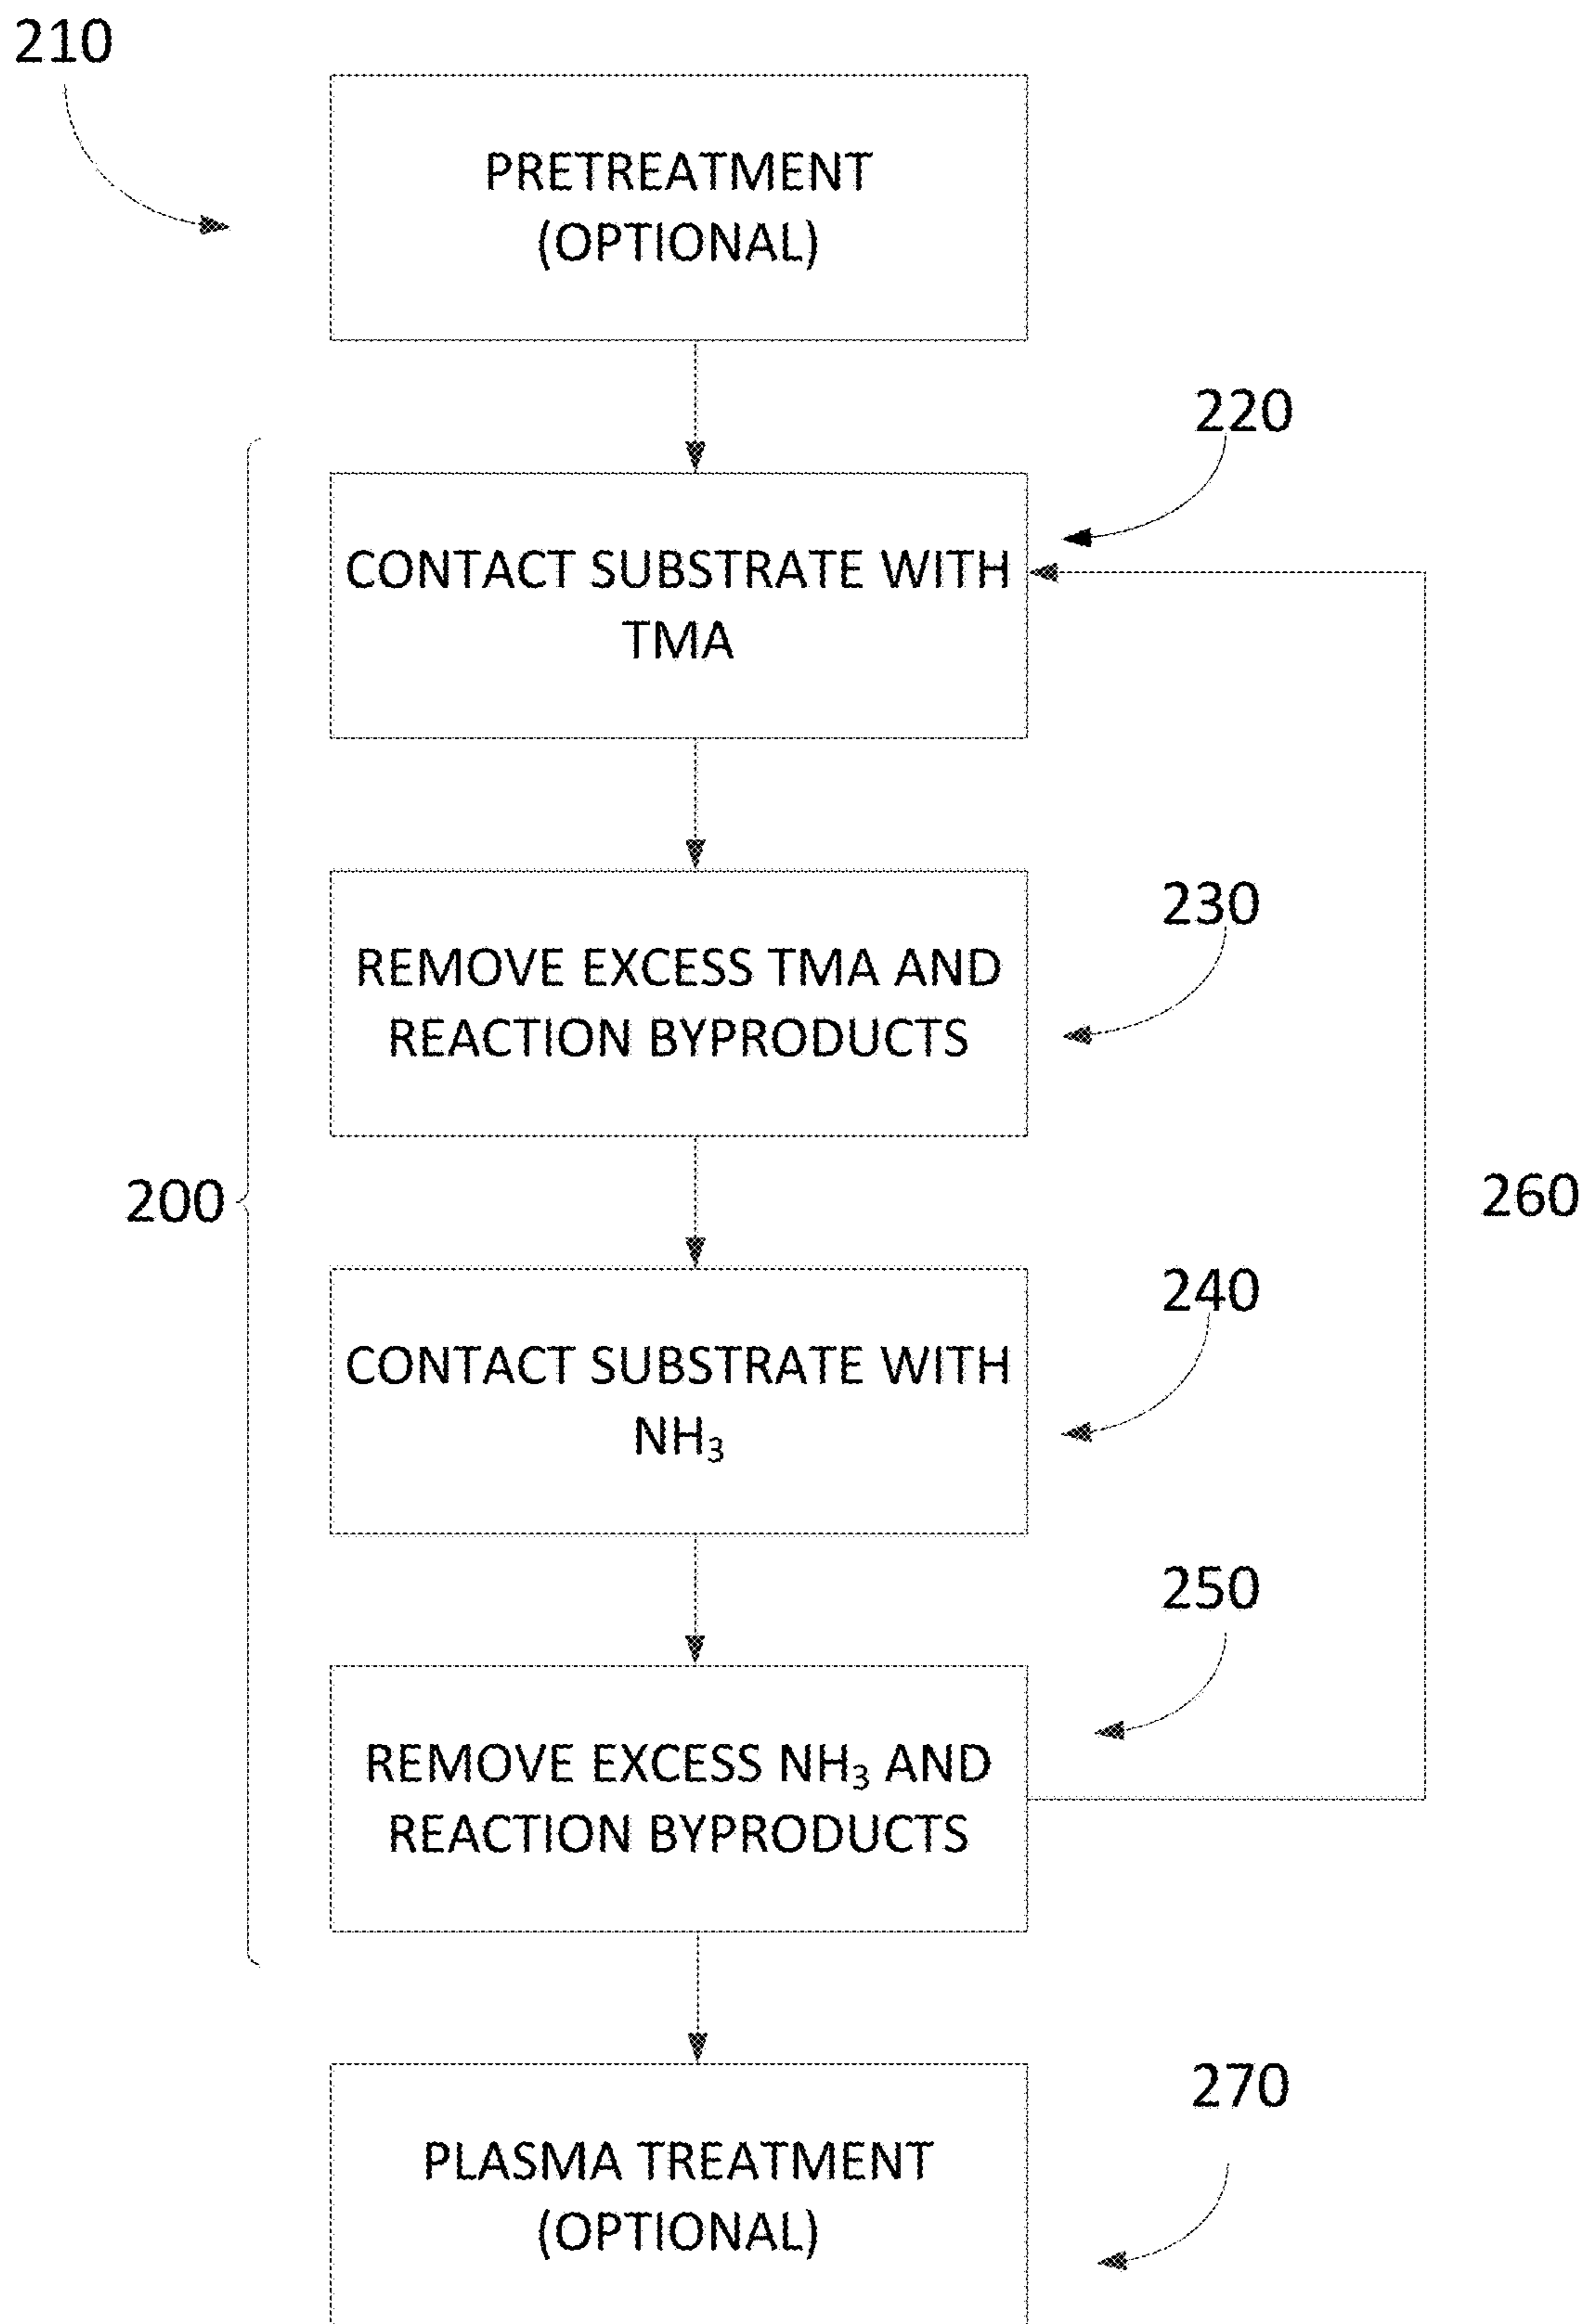 210
PRETREATMENT
(OPTIONAL)
220
CONTACT SUBSTRATE WITH
TMA
230
REMOVE EXCESS TMA AND
REACTION BYPRODUCTS
200
260
240
CONTACT SUBSTRATE WITH
NH₃
250
REMOVE EXCESS NH₃ AND
REACTION BYPRODUCTS
270
PLASMA TREATMENT
(OPTIONAL)